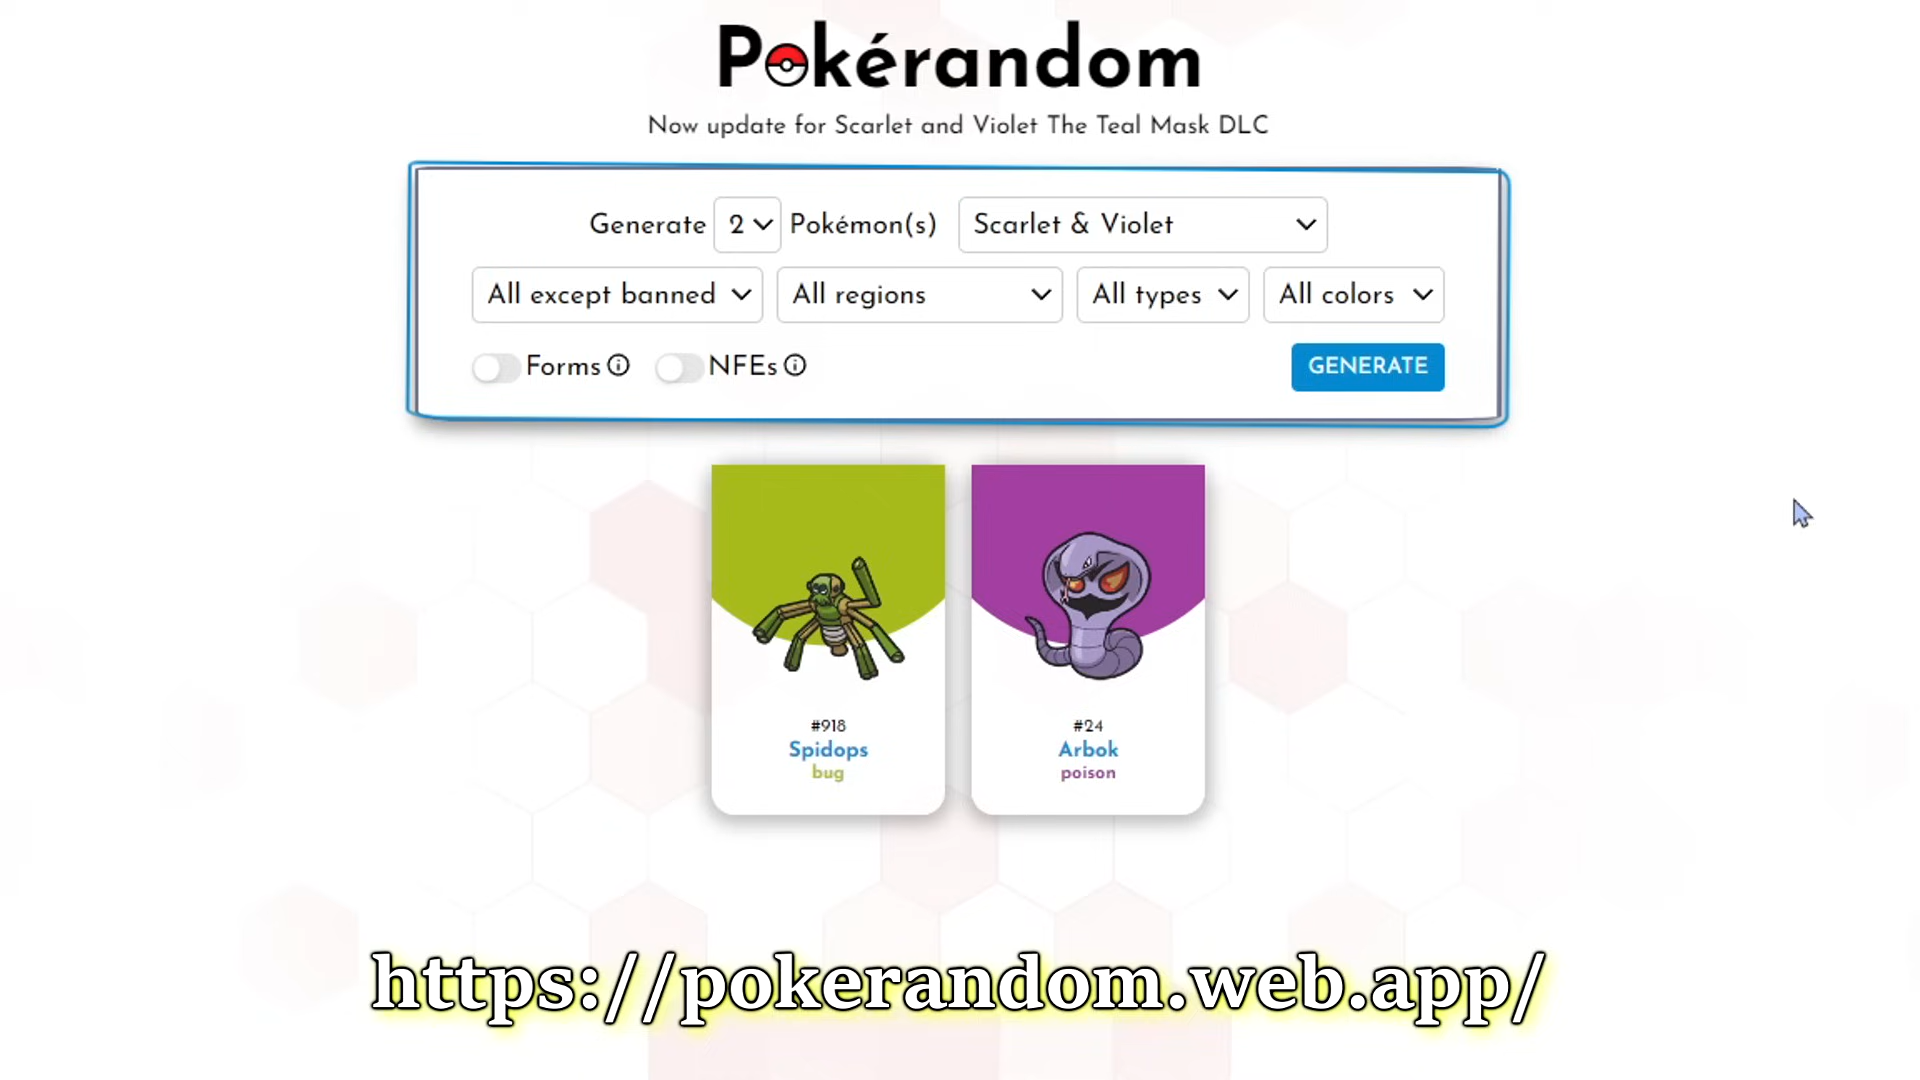 Pokérandom
Now update for Scarlet and Violet The Teal Mask DLC
Generate 2 Pokémon(s) Scarlet & Violet
All except banned All regions All types All colors
Forms NFEs GENERATE
#918
Spidops
bug
#24
Arbok
poison
https://pokerandom.web.app/